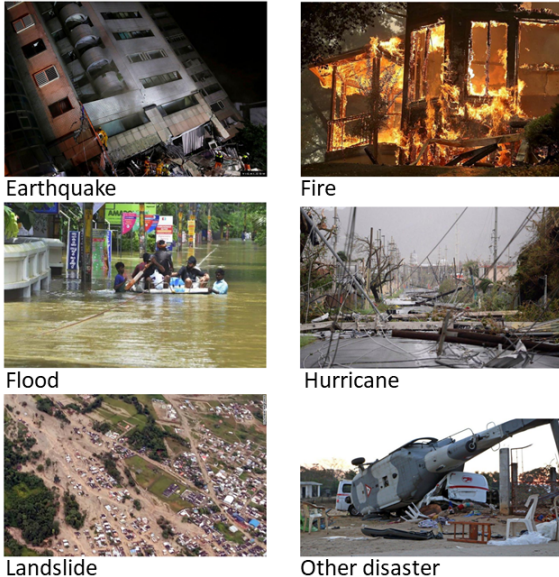 Earthquake
Fire
Flood
Hurricane
Landslide
Other disaster